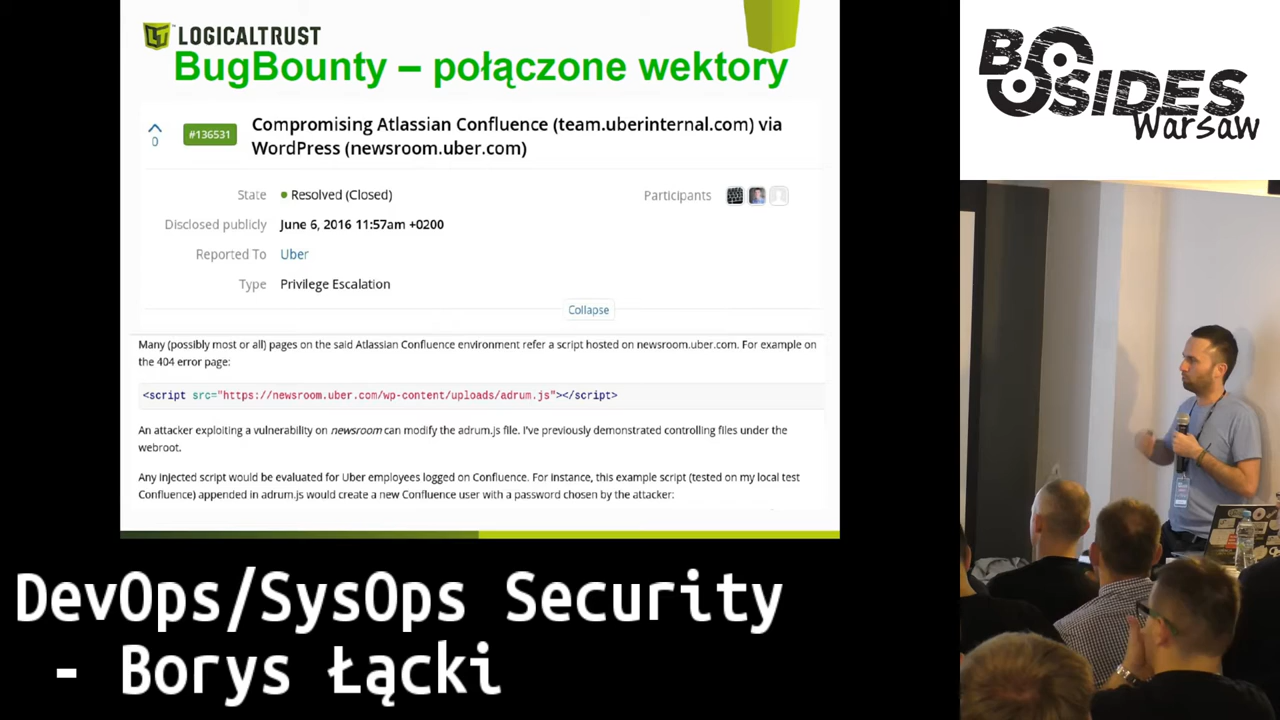 LOGICALTRUST
BugBounty – połączone wektory
0
#136531
Compromising Atlassian Confluence (team.uberinternal.com) via
WordPress (newsroom.uber.com)
State
Resolved (Closed)
Participants
Disclosed publicly
June 6, 2016 11:57am +0200
Reported To
Uber
Type
Privilege Escalation
Collapse
Many (possibly most or all) pages on the said Atlassian Confluence environment refer a script hosted on newsroom.uber.com. For example on
the 404 error page:
<script src="https://newsroom.uber.com/wp-content/uploads/adrum.js"></script>
An attacker exploiting a vulnerability on newsroom can modify the adrum.js file. I've previously demonstrated controlling files under the
webroot.
Any injected script would be evaluated for Uber employees logged on Confluence. For instance, this example script (tested on my local test
Confluence) appended in adrum.js would create a new Confluence user with a password chosen by the attacker:
DevOps/SysOps Security
- Borys Łącki
BSIDES
Warsaw